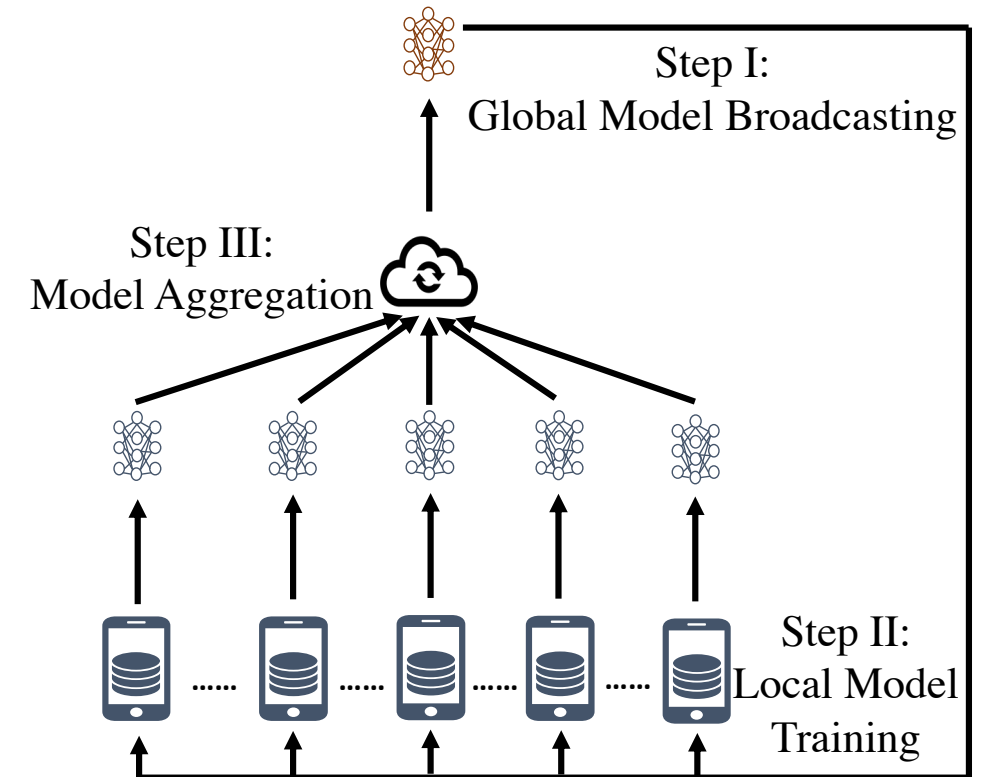 Step I:
Global Model Broadcasting
Step III:
Model Aggregation
Step II:
Local Model
Training